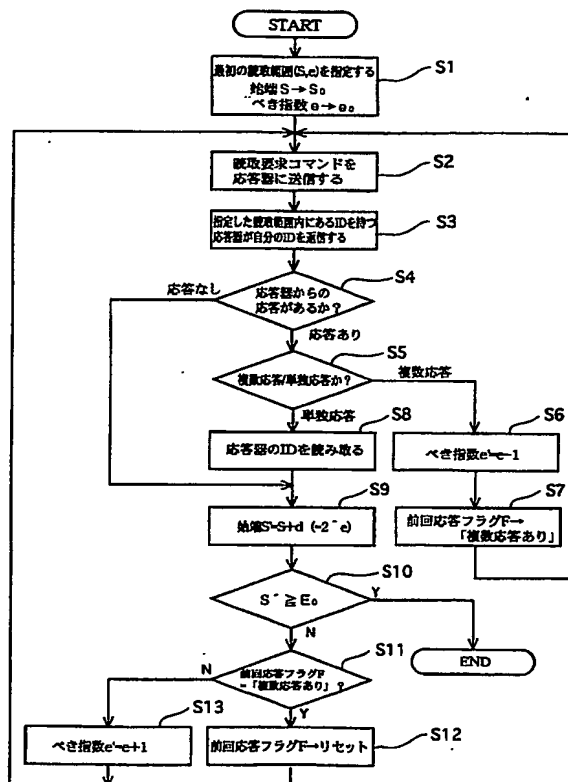 START
最初の読取範囲(S,e)を指定する
始端 S→S₀
べき指数 e→e₀
S1
読取要求コマンドを
応答器に送信する
S2
指定した読取範囲内にあるIDを持つ
応答器が自分のIDを返信する
S3
応答器からの
応答があるか?
S4
応答なし
応答あり
複数応答/単独応答か?
S5
複数応答
単独応答
応答器のIDを読み取る
S8
べき指数e'=e-1
S6
前回応答フラグF→
「複数応答あり」
S7
始端S'=S+d (=2^e)
S9
S'≧E₀
S10
Y
N
END
前回応答フラグF
=「複数応答あり」?
S11
N
Y
べき指数e'=e+1
S13
前回応答フラグF→リセット
S12